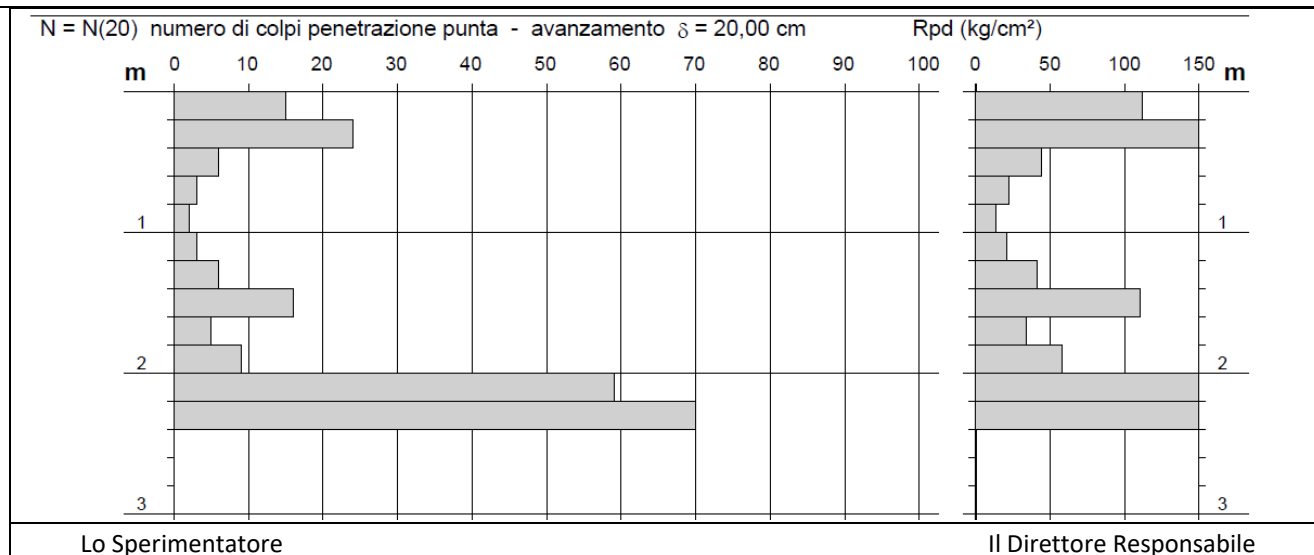 N = N(20) numero di colpi penetrazione punta - avanzamento δ = 20,00 cm Rpd (kg/cm²)
m 0 10 20 30 40 50 60 70 80 90 100 0 50 100 150 m
1 1
2 2
3 3
Lo Sperimentatore Il Direttore Responsabile